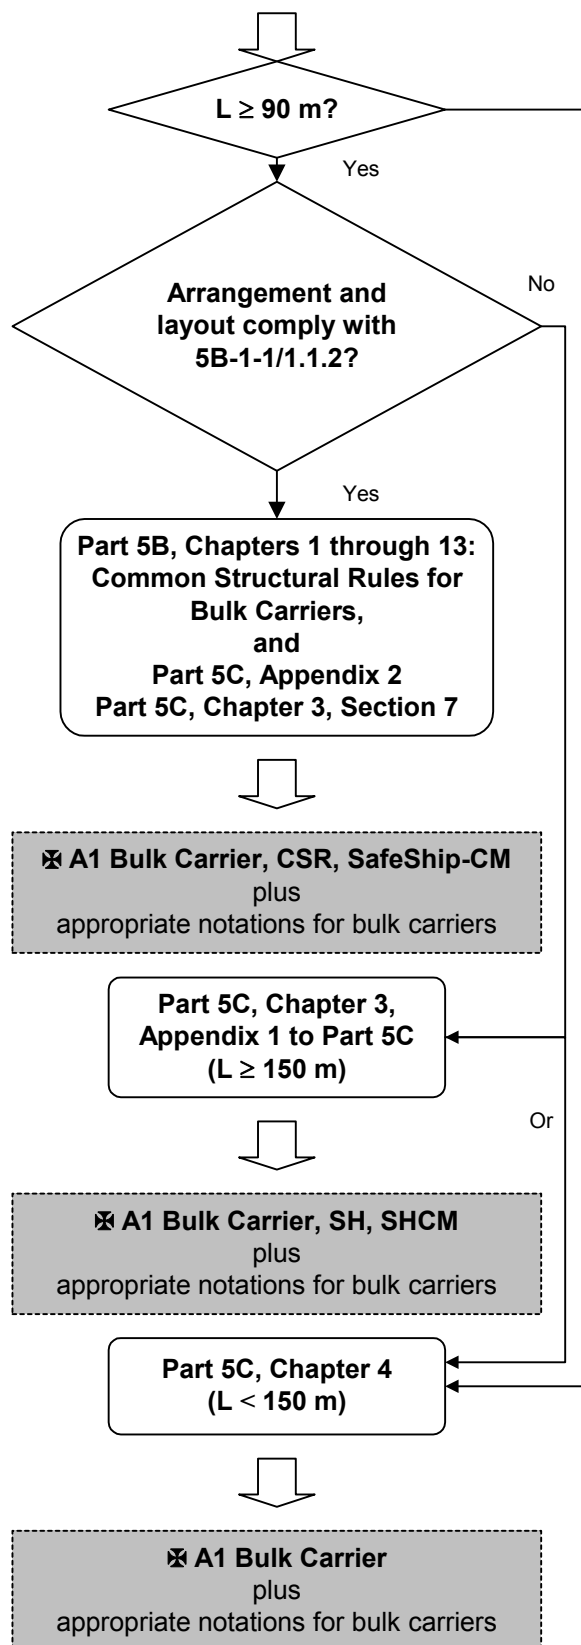 L ≥ 90 m?
Yes
No
Arrangement and
layout comply with
5B-1-1/1.1.2?
Yes
Part 5B, Chapters 1 through 13:
Common Structural Rules for
Bulk Carriers,
and
Part 5C, Appendix 2
Part 5C, Chapter 3, Section 7
✠ A1 Bulk Carrier, CSR, SafeShip-CM
plus
appropriate notations for bulk carriers
Part 5C, Chapter 3,
Appendix 1 to Part 5C
(L ≥ 150 m)
Or
✠ A1 Bulk Carrier, SH, SHCM
plus
appropriate notations for bulk carriers
Part 5C, Chapter 4
(L < 150 m)
✠ A1 Bulk Carrier
plus
appropriate notations for bulk carriers